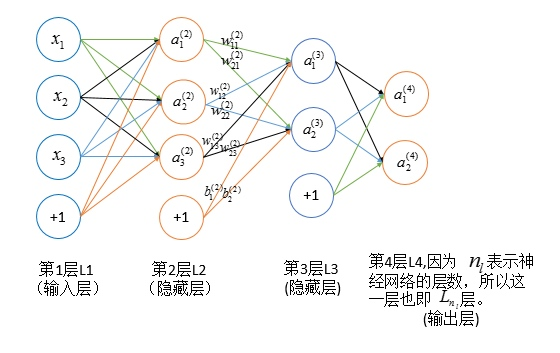 x₁
x₂
x₃
+1
a₁⁽²⁾
a₂⁽²⁾
a₃⁽²⁾
+1
w₁₁⁽²⁾
w₂₁⁽²⁾
w₁₂⁽²⁾
w₂₂⁽²⁾
w₁₃⁽²⁾ w₂₃⁽²⁾
b₁⁽²⁾ b₂⁽²⁾
a₁⁽³⁾
a₂⁽³⁾
+1
a₁⁽⁴⁾
a₂⁽⁴⁾
第1层L1
（输入层）
第2层L2
（隐藏层）
第3层L3
(隐藏层)
第4层L4,因为 nₗ 表示神
经网络的层数，所以这
一层也即 Lₙₗ 层。
(输出层)